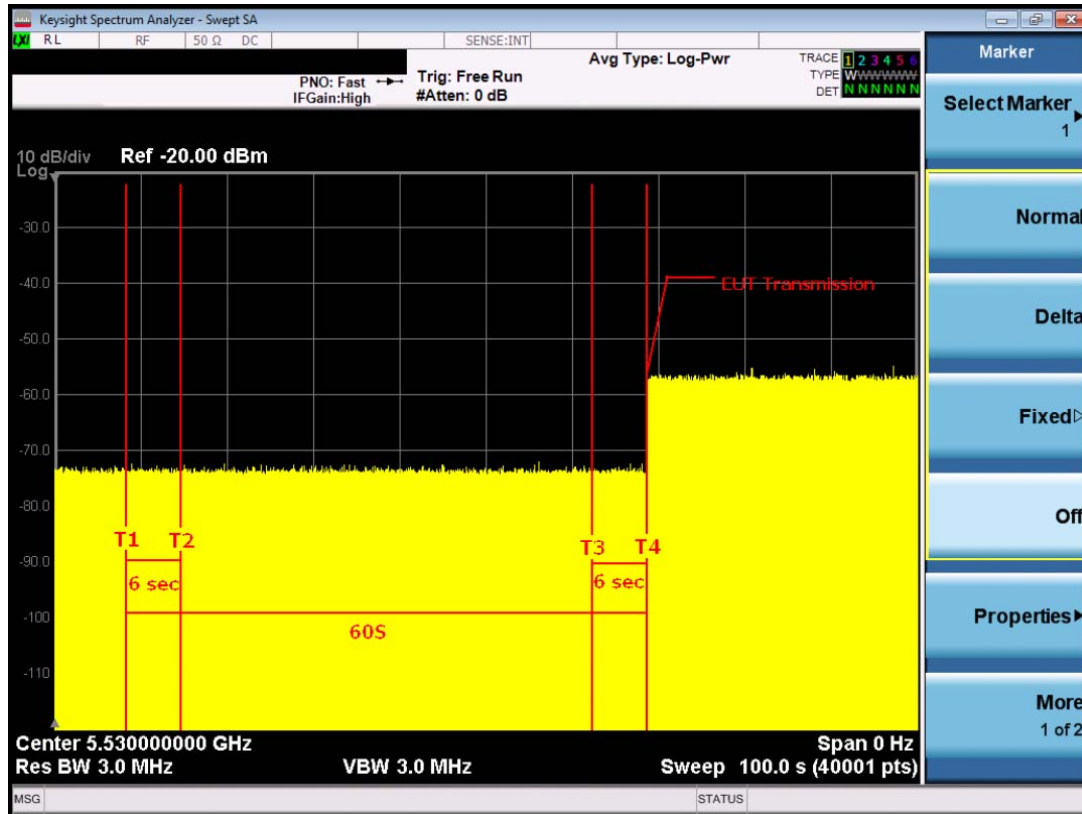 Keysight Spectrum Analyzer - Swept SA
LXI RL RF 50 Ω DC SENSE:INT
PNO: Fast
IFGain:High
Trig: Free Run
#Atten: 0 dB
Avg Type: Log-Pwr
TRACE 1 2 3 4 5 6
TYPE WWWWWWW
DET N N N N N N
10 dB/div Ref -20.00 dBm
Log
-30.0
-40.0
-50.0
-60.0
-70.0
-80.0
-90.0
-100
-110
EUT Transmission
T1 T2 T3 T4
6 sec 6 sec
60S
Center 5.530000000 GHz Span 0 Hz
Res BW 3.0 MHz VBW 3.0 MHz Sweep 100.0 s (40001 pts)
MSG STATUS
Marker
Select Marker
1
Normal
Delta
Fixed
Off
Properties
More
1 of 2